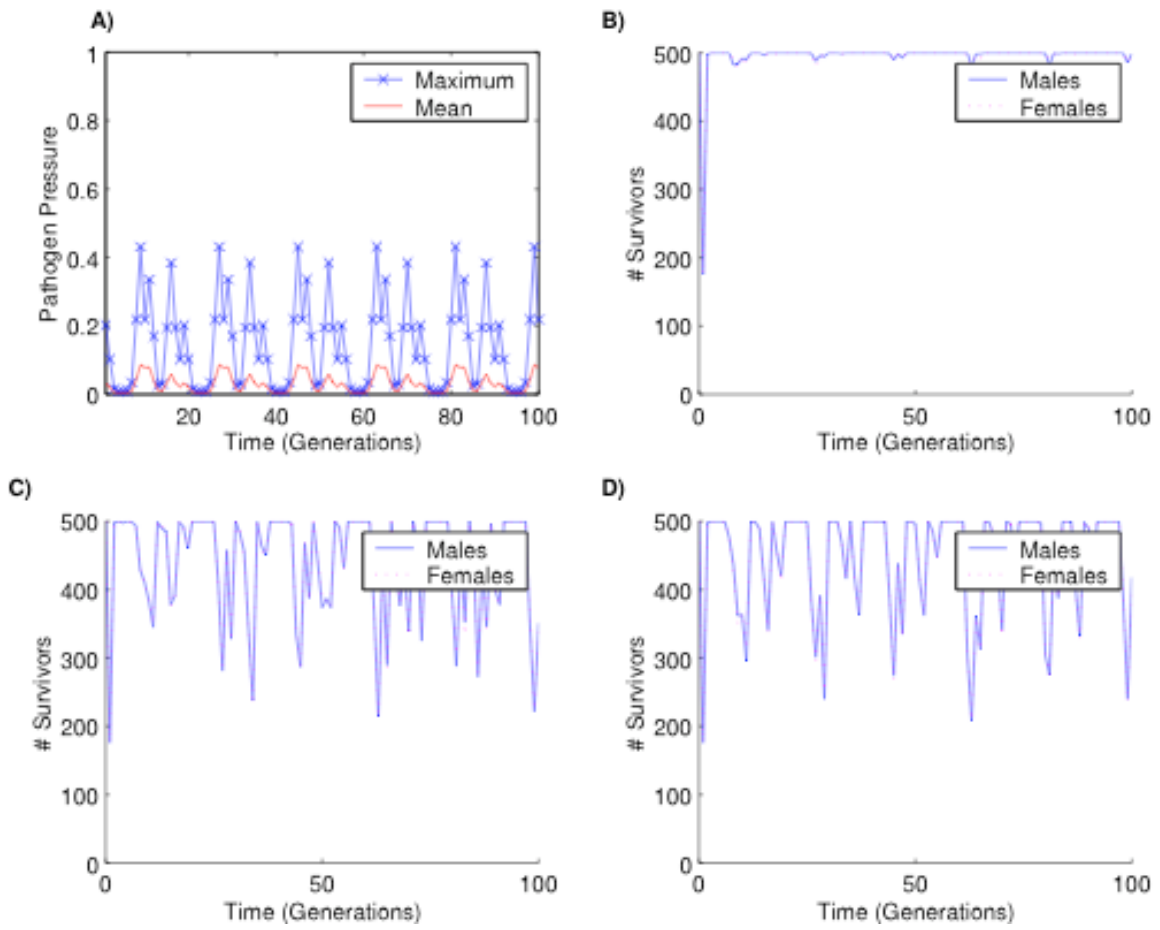 A)
1
0.8
0.6
0.4
0.2
0
20
40
60
80
100
Pathogen Pressure
Time (Generations)
Maximum
Mean
B)
500
400
300
200
100
0
0
50
100
# Survivors
Time (Generations)
Males
Females
C)
500
400
300
200
100
0
0
50
100
# Survivors
Time (Generations)
Males
Females
D)
500
400
300
200
100
0
0
50
100
# Survivors
Time (Generations)
Males
Females